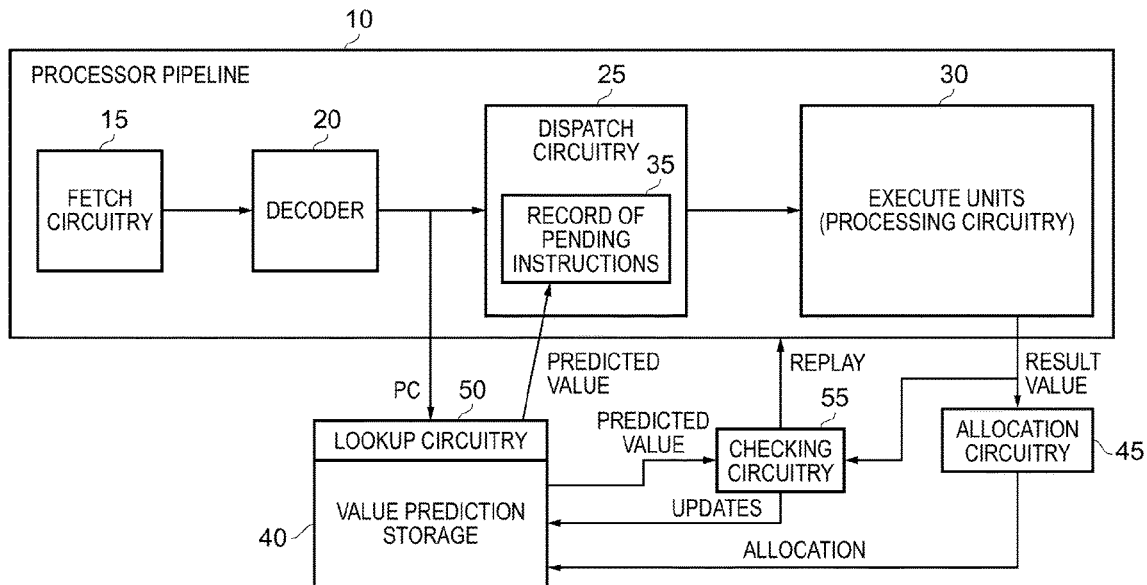 10
PROCESSOR PIPELINE
15
FETCH
CIRCUITRY
20
DECODER
25
DISPATCH
CIRCUITRY
35
RECORD OF
PENDING
INSTRUCTIONS
30
EXECUTE UNITS
(PROCESSING CIRCUITRY)
PC
PREDICTED
VALUE
REPLAY
RESULT
VALUE
50
LOOKUP CIRCUITRY
40
VALUE PREDICTION
STORAGE
PREDICTED
VALUE
55
CHECKING
CIRCUITRY
UPDATES
ALLOCATION
CIRCUITRY
45
ALLOCATION